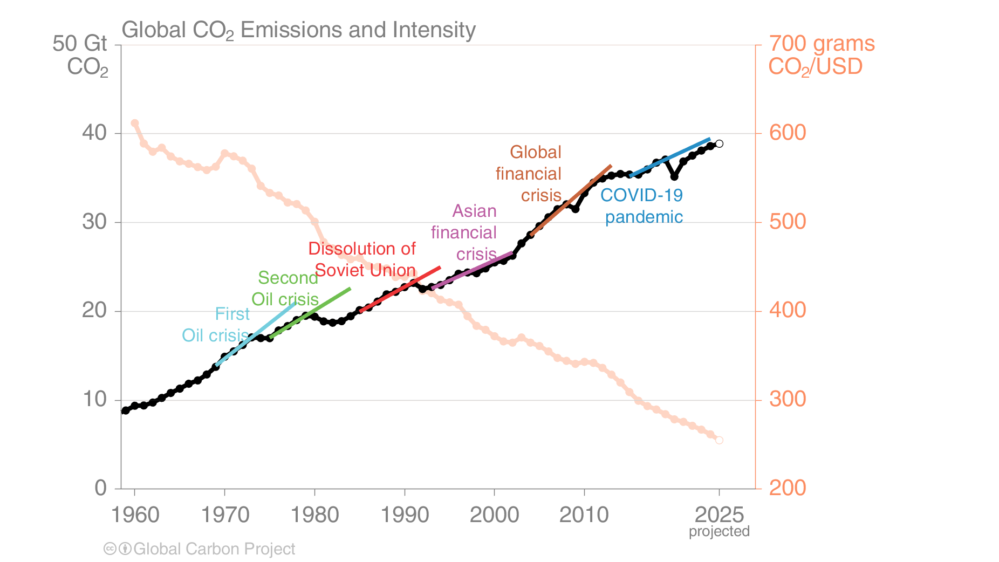 Global CO₂ Emissions and Intensity
50 Gt
CO₂
40
30
20
10
0
700 grams
CO₂/USD
600
500
400
300
200
Global
financial
crisis
COVID-19
pandemic
Asian
financial
crisis
Dissolution of
Soviet Union
Second
Oil crisis
First
Oil crisis
1960 1970 1980 1990 2000 2010 2025
projected
cc Global Carbon Project